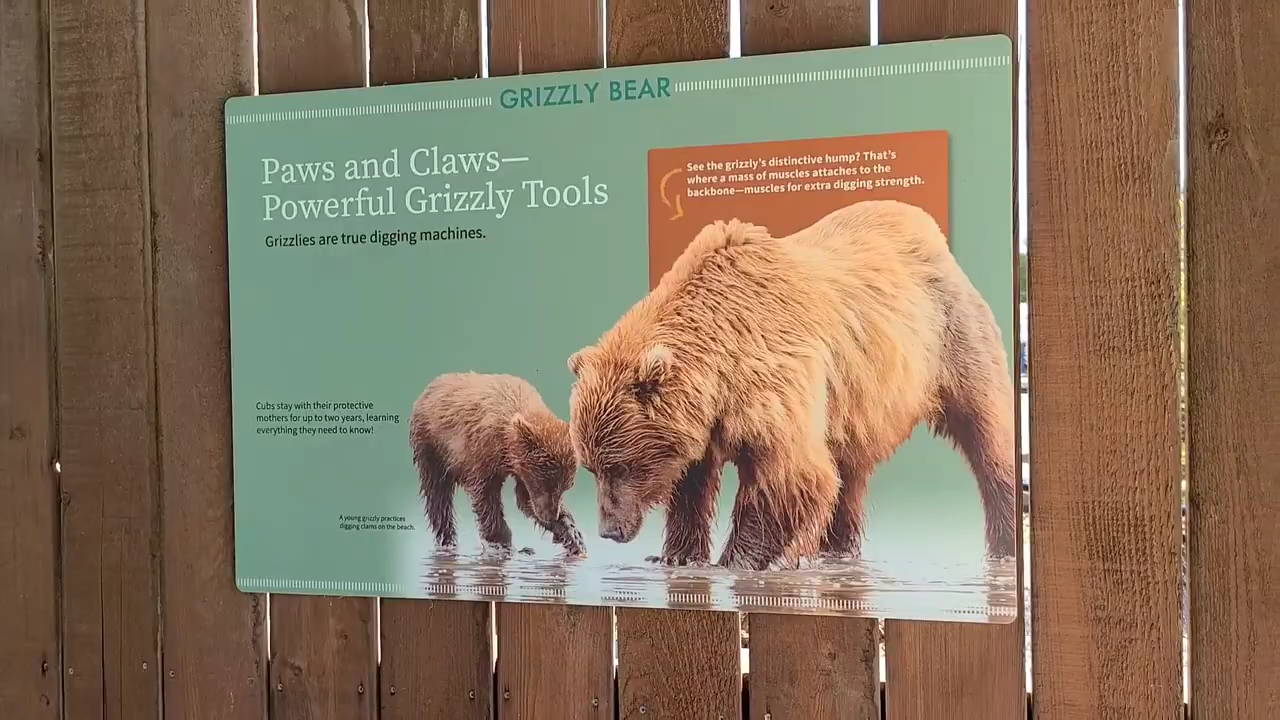 GRIZZLY BEAR
Paws and Claws—
Powerful Grizzly Tools
Grizzlies are true digging machines.
See the grizzly's distinctive hump? That's
where a mass of muscles attaches to the
backbone—muscles for extra digging strength.
Cubs stay with their protective
mothers for up to two years, learning
everything they need to know!
A young grizzly practices
digging clams on the beach.